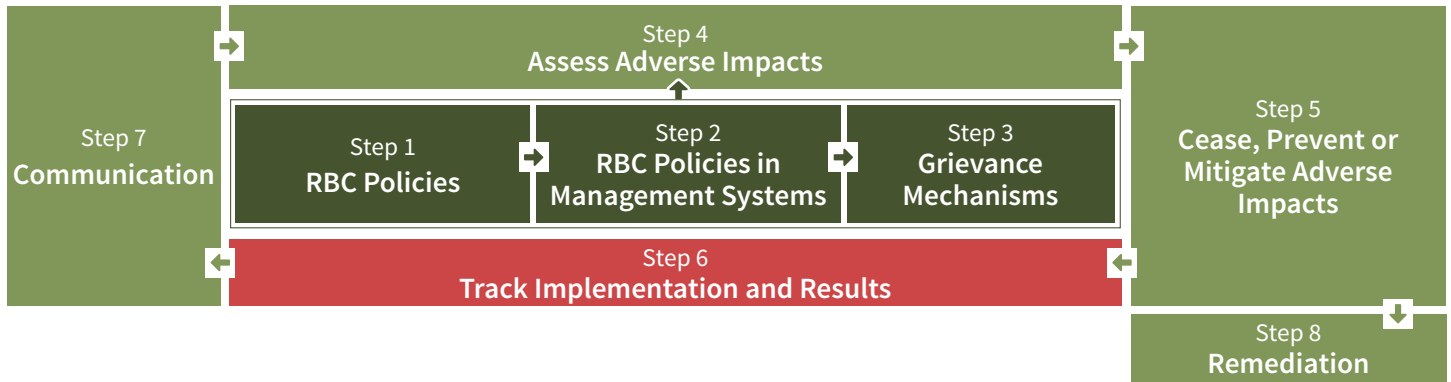 Step 4
Assess Adverse Impacts
Step 7
Communication
Step 1
RBC Policies
Step 2
RBC Policies in
Management Systems
Step 3
Grievance
Mechanisms
Step 5
Cease, Prevent or
Mitigate Adverse
Impacts
Step 6
Track Implementation and Results
Step 8
Remediation